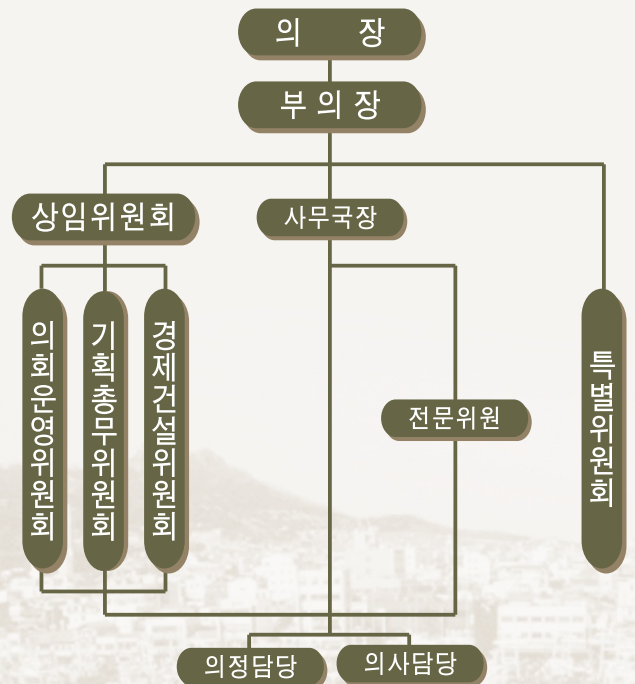 의 장
부의장
상임위원회
사무국장
의회운영위원회
기획총무위원회
경제건설위원회
전문위원
특별위원회
의정담당
의사담당